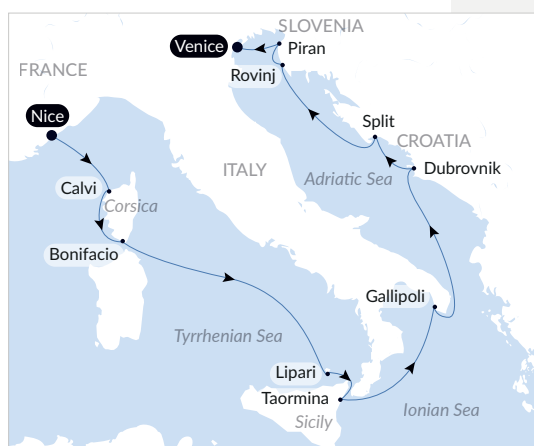 SLOVENIA
Venice
Piran
Rovinj
FRANCE
Nice
Split
CROATIA
ITALY
Dubrovnik
Adriatic Sea
Calvi
Corsica
Bonifacio
Gallipoli
Tyrrhenian Sea
Lipari
Taormina
Ionian Sea
Sicily